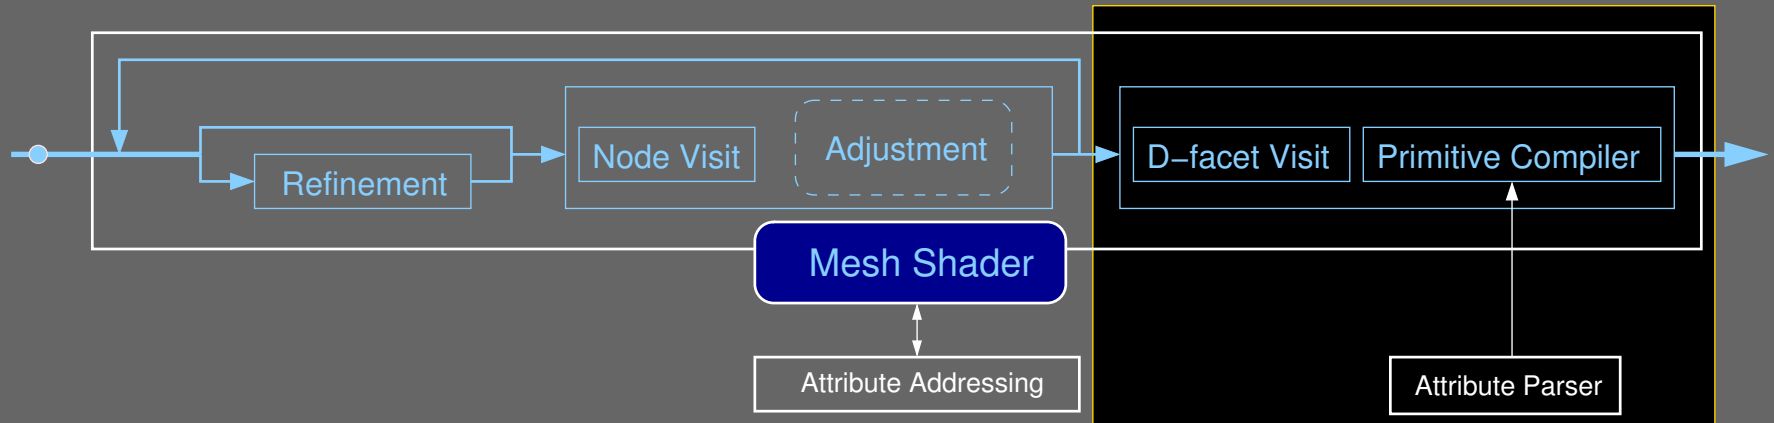 Refinement
Node Visit
Adjustment
D–facet Visit
Primitive Compiler
Mesh Shader
Attribute Addressing
Attribute Parser